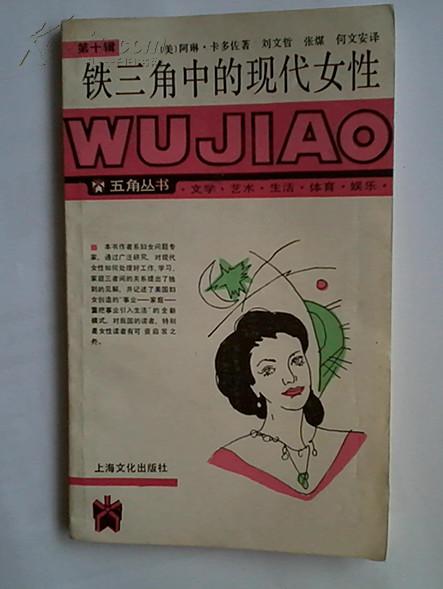 第十辑
(美)阿琳·卡多佐著 刘文哲 张煤 何文安译
铁三角中的现代女性
WUJIAO
五角丛书·文学·艺术·生活·体育·娱乐·
本书作者系妇女问题专
家,通过广泛研究,对现代
女性如何处理好工作、学习、
家庭三者间的关系提出了独
到的见解,并记述了美国妇
女创造的“事业——家庭——
重把事业引入生活”的全新
模式,对我国的读者,特别
是女性读者有可资启发之
处。
上海文化出版社